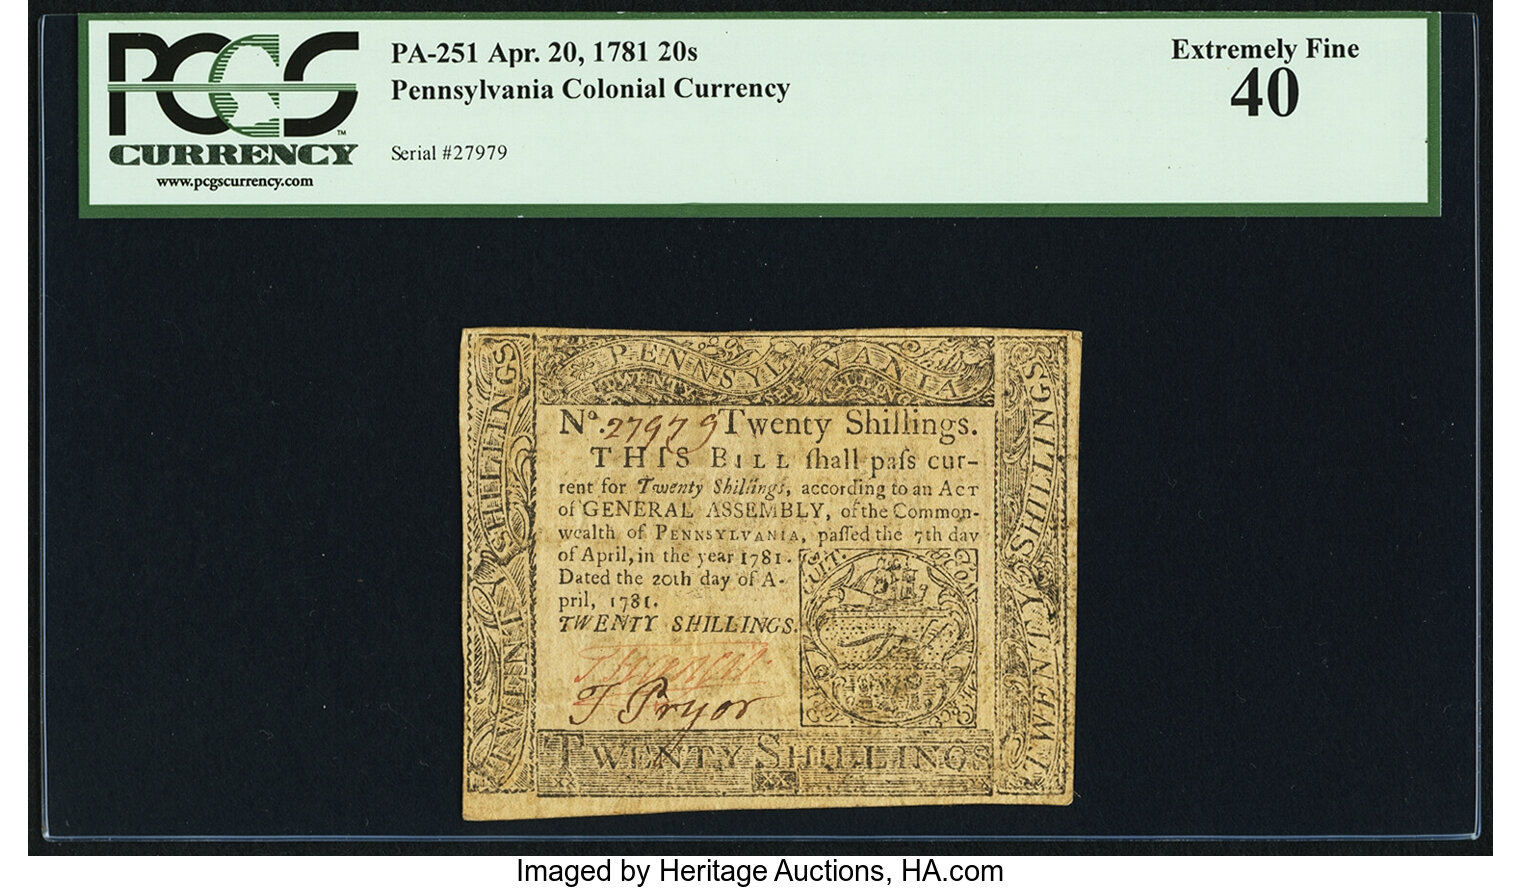 PCGS
CURRENCY
™
www.pcgscurrency.com
PA-251 Apr. 20, 1781 20s
Pennsylvania Colonial Currency
Serial #27979
Extremely Fine
40
PENNSYLVANIA
TWENTY SHILLINGS
No. 27979 Twenty Shillings.
THIS BILL ſhall paſs cur-
rent for Twenty Shillings, according to an ACT
of GENERAL ASSEMBLY, of the Common-
wealth of PENNSYLVANIA, paſſed the 7th day
of April, in the year 1781.
Dated the 20th day of A-
pril, 1781.
TWENTY SHILLINGS.
T Pryor
TWENTY SHILLINGS
TWENTY SHILLINGS
Imaged by Heritage Auctions, HA.com